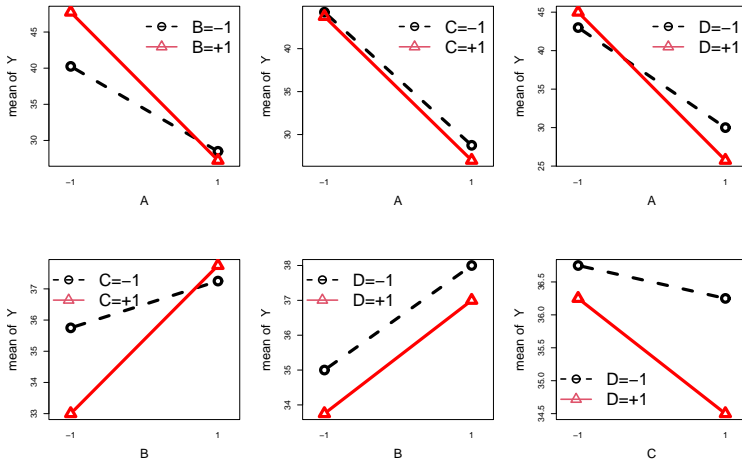 mean of Y
45
40
35
30
B=−1
B=+1
−1
1
A
mean of Y
40
35
30
C=−1
C=+1
−1
1
A
mean of Y
45
40
35
30
25
D=−1
D=+1
−1
1
A
mean of Y
37
36
35
34
33
C=−1
C=+1
−1
1
B
mean of Y
38
37
36
35
34
D=−1
D=+1
−1
1
B
mean of Y
36.5
36.0
35.5
35.0
34.5
D=−1
D=+1
−1
1
C